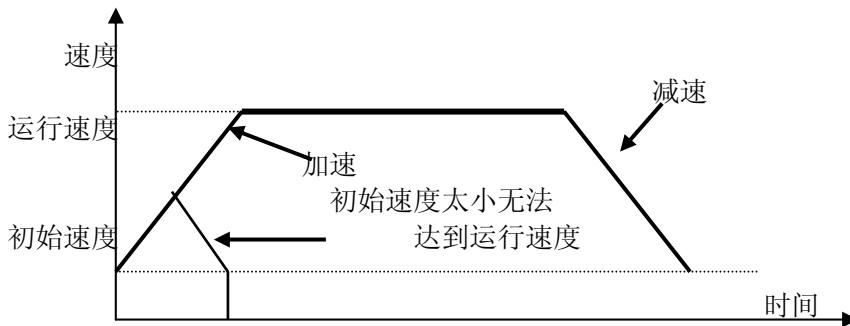 速度
减速
运行速度
加速
初始速度太小无法
达到运行速度
初始速度
时间